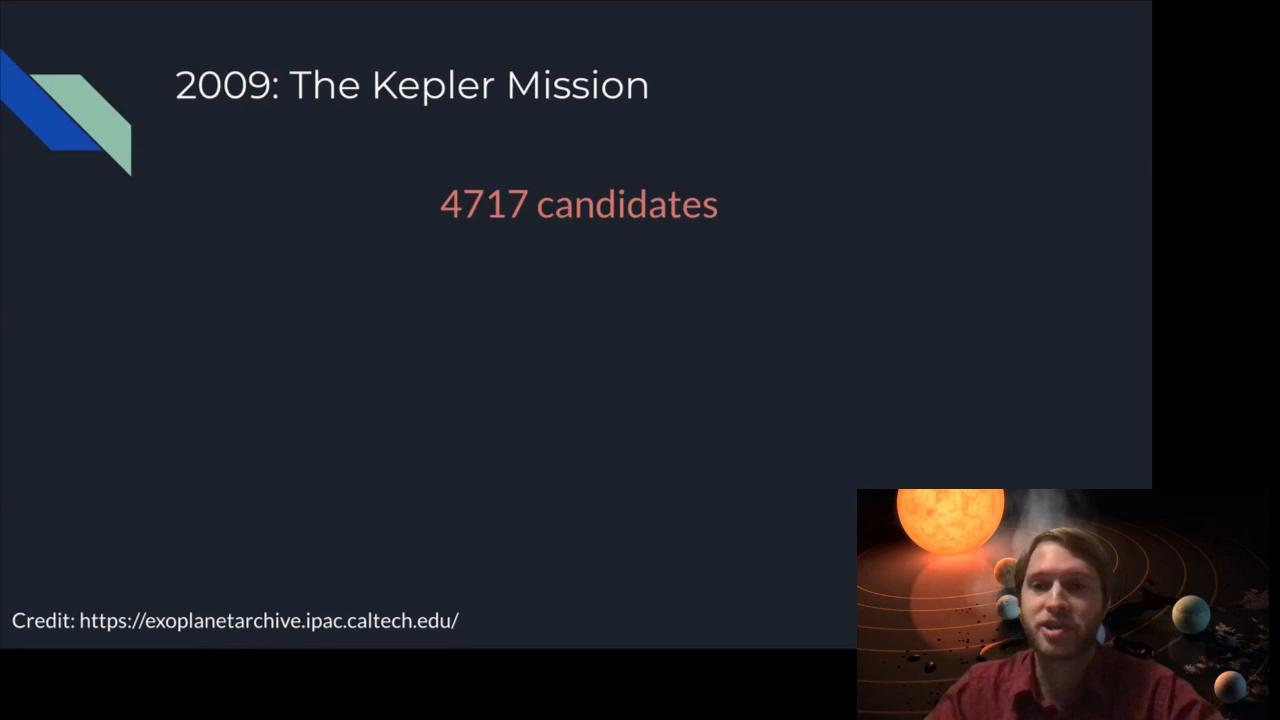 2009: The Kepler Mission
4717 candidates
Credit: https://exoplanetarchive.ipac.caltech.edu/